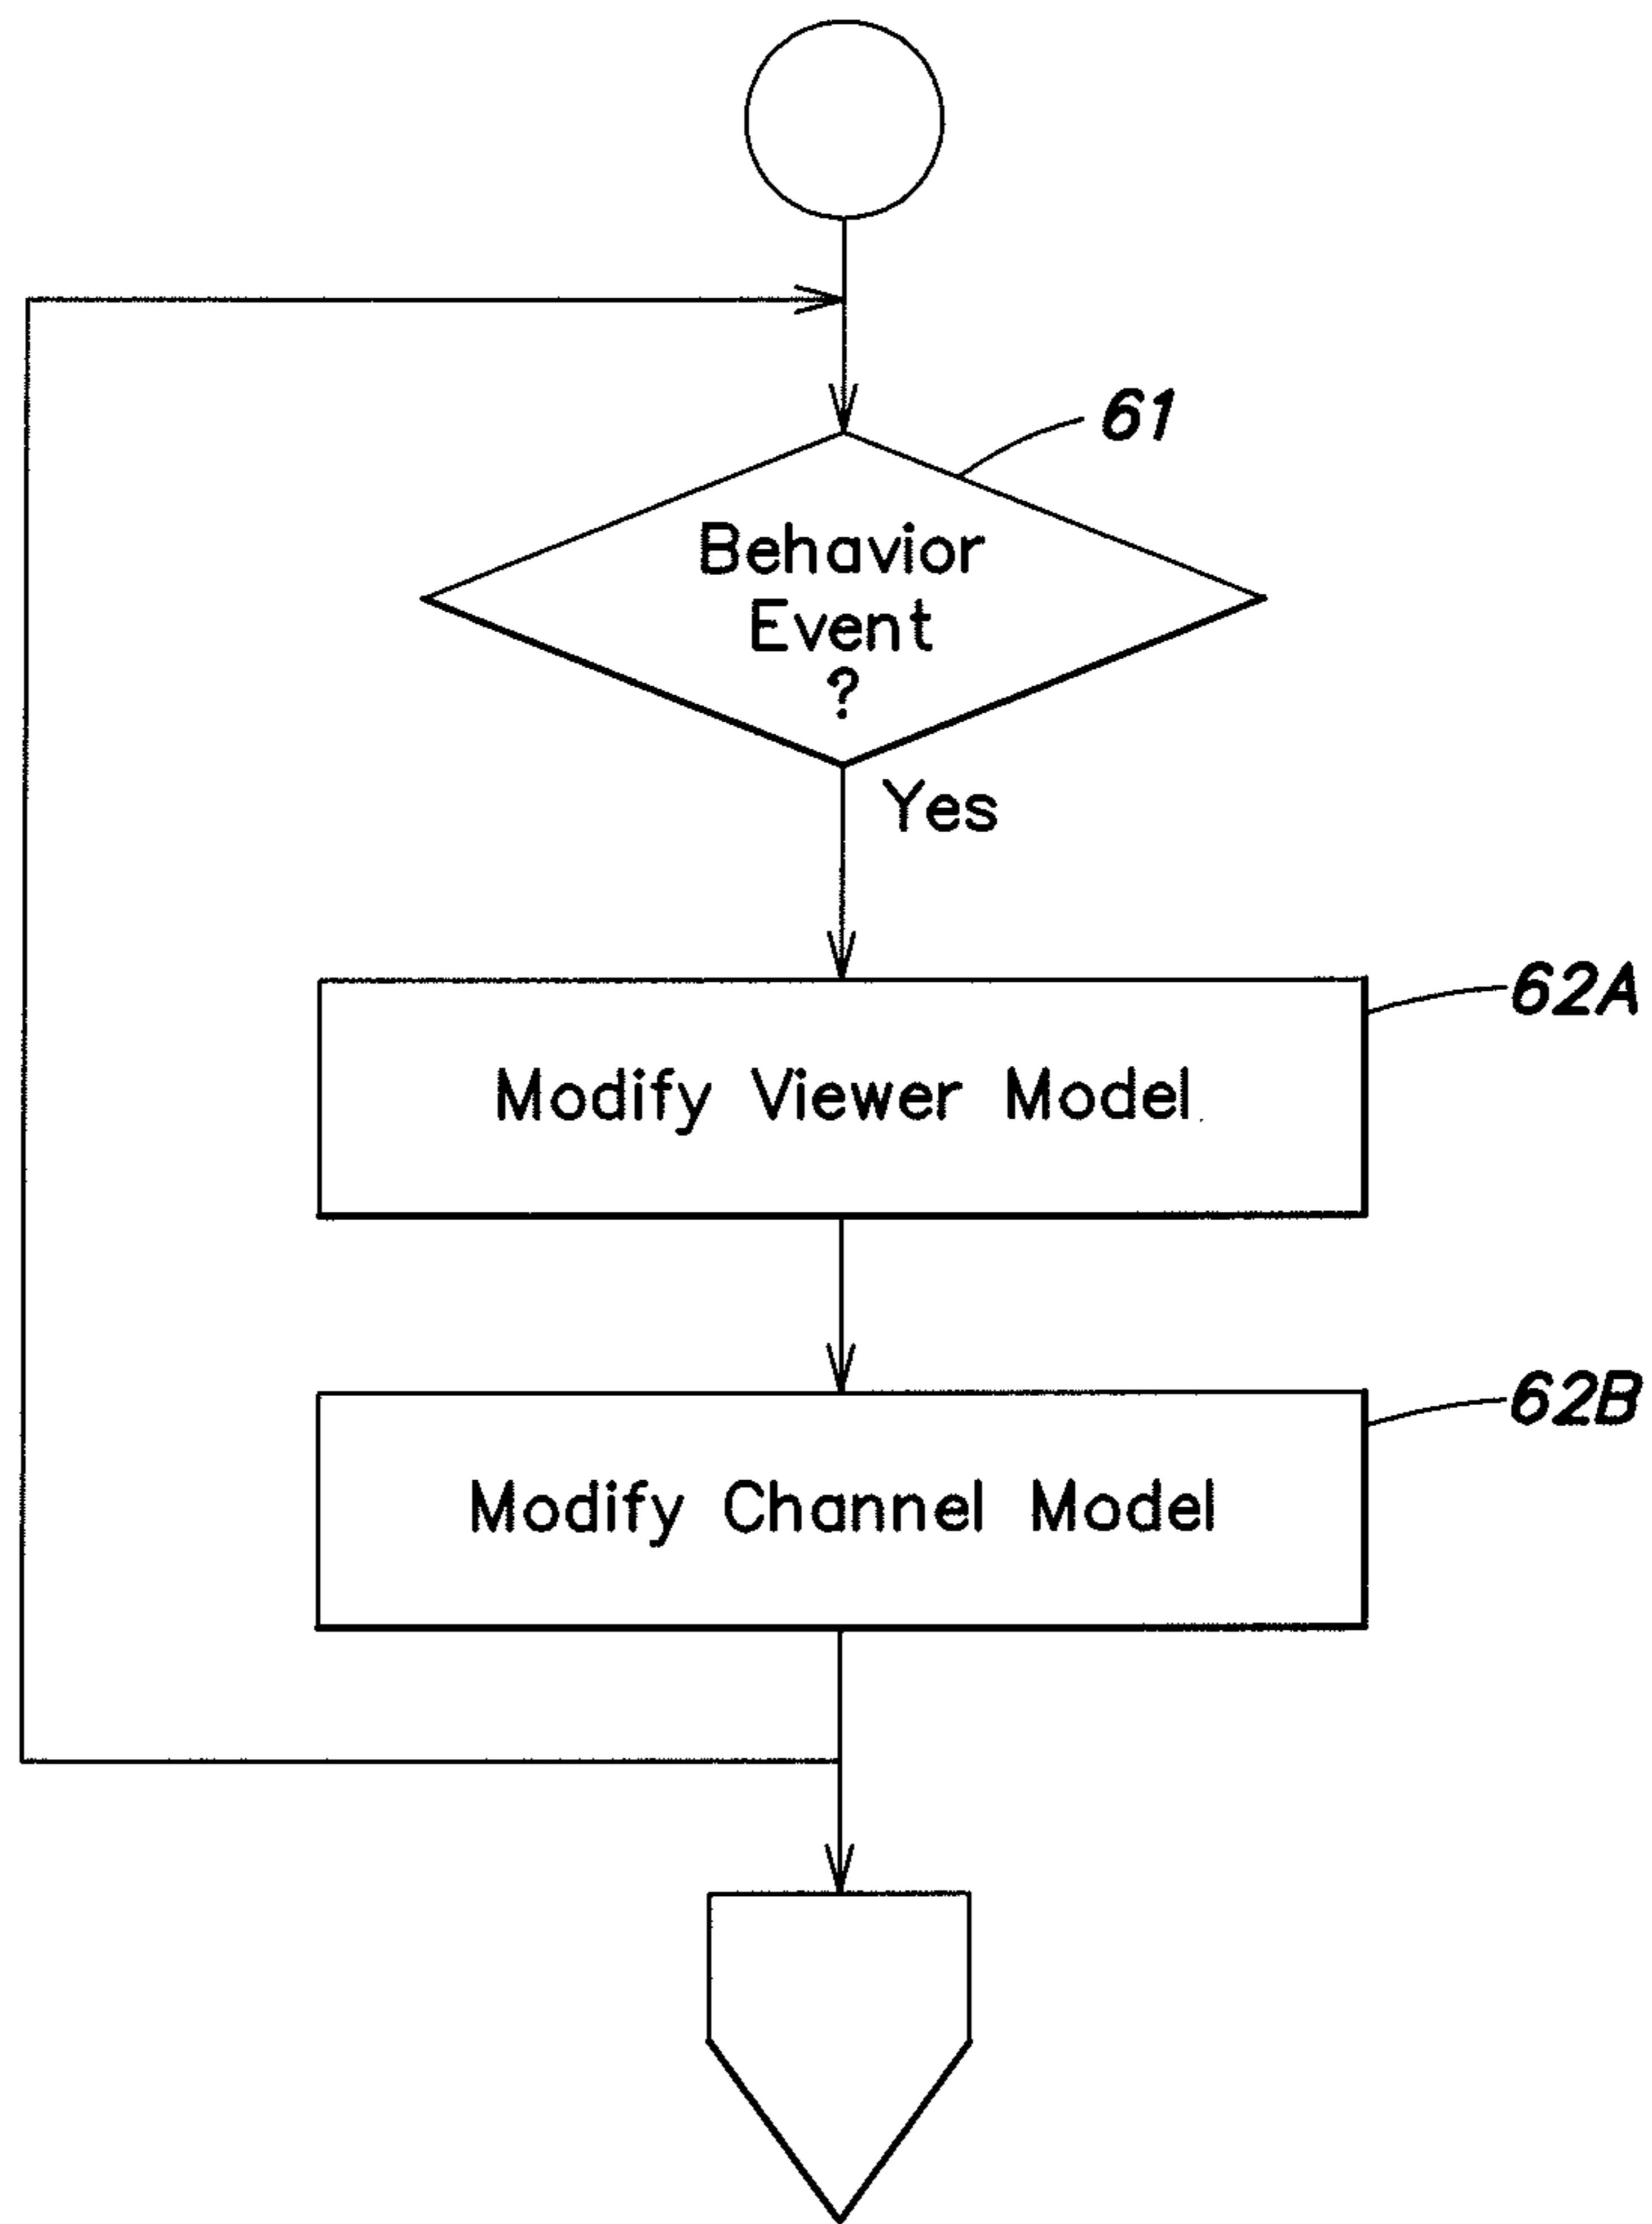 61
Behavior
Event
?
Yes
62A
Modify Viewer Model
62B
Modify Channel Model